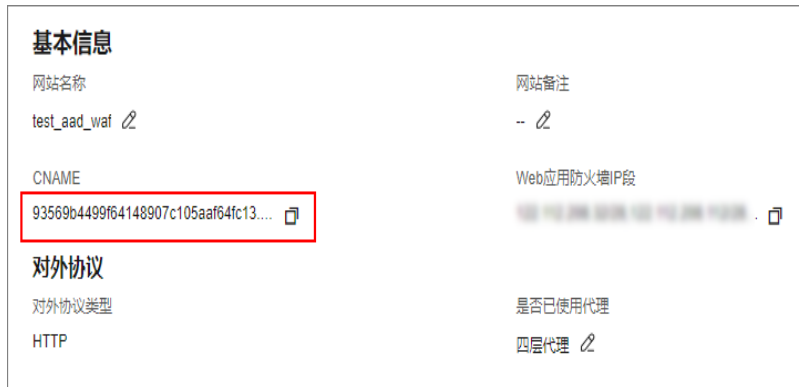 基本信息
网站名称
网站备注
test_aad_waf
--
CNAME
Web应用防火墙IP段
93569b4499f64148907c105aaf64fc13....
对外协议
对外协议类型
是否已使用代理
HTTP
四层代理